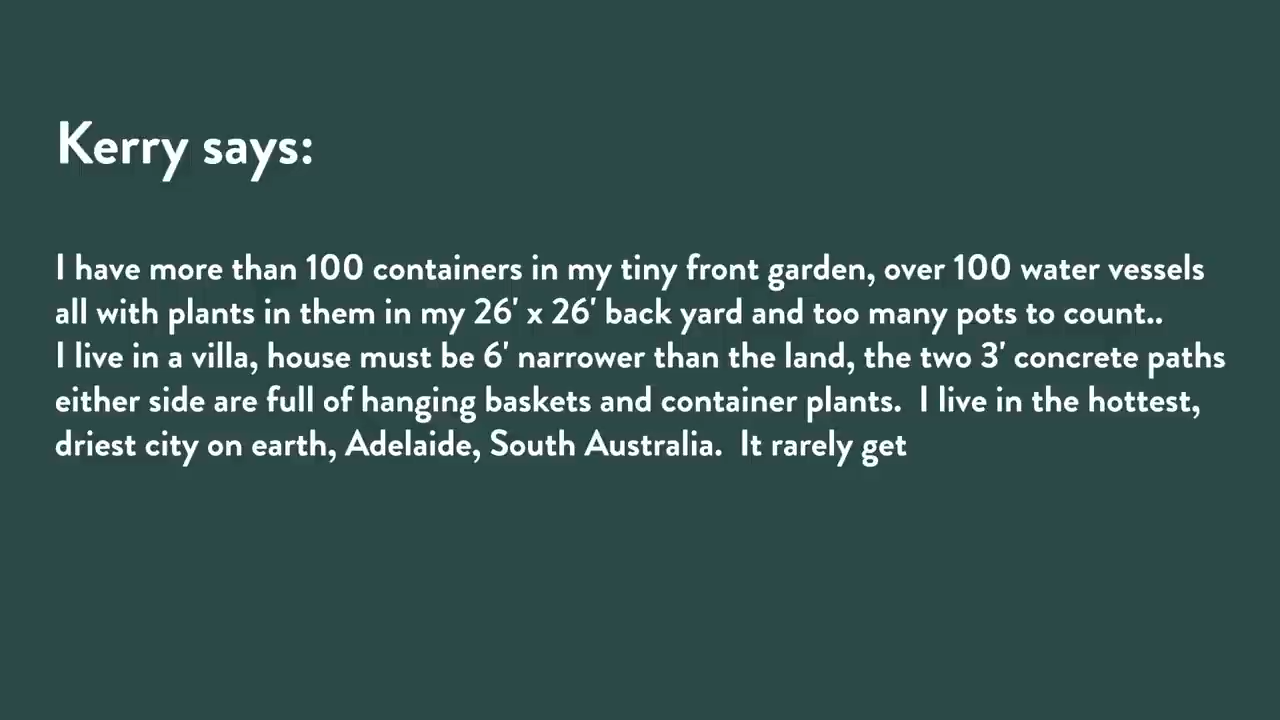 Kerry says:
I have more than 100 containers in my tiny front garden, over 100 water vessels
all with plants in them in my 26' x 26' back yard and too many pots to count..
I live in a villa, house must be 6' narrower than the land, the two 3' concrete paths
either side are full of hanging baskets and container plants.  I live in the hottest,
driest city on earth, Adelaide, South Australia.  It rarely get